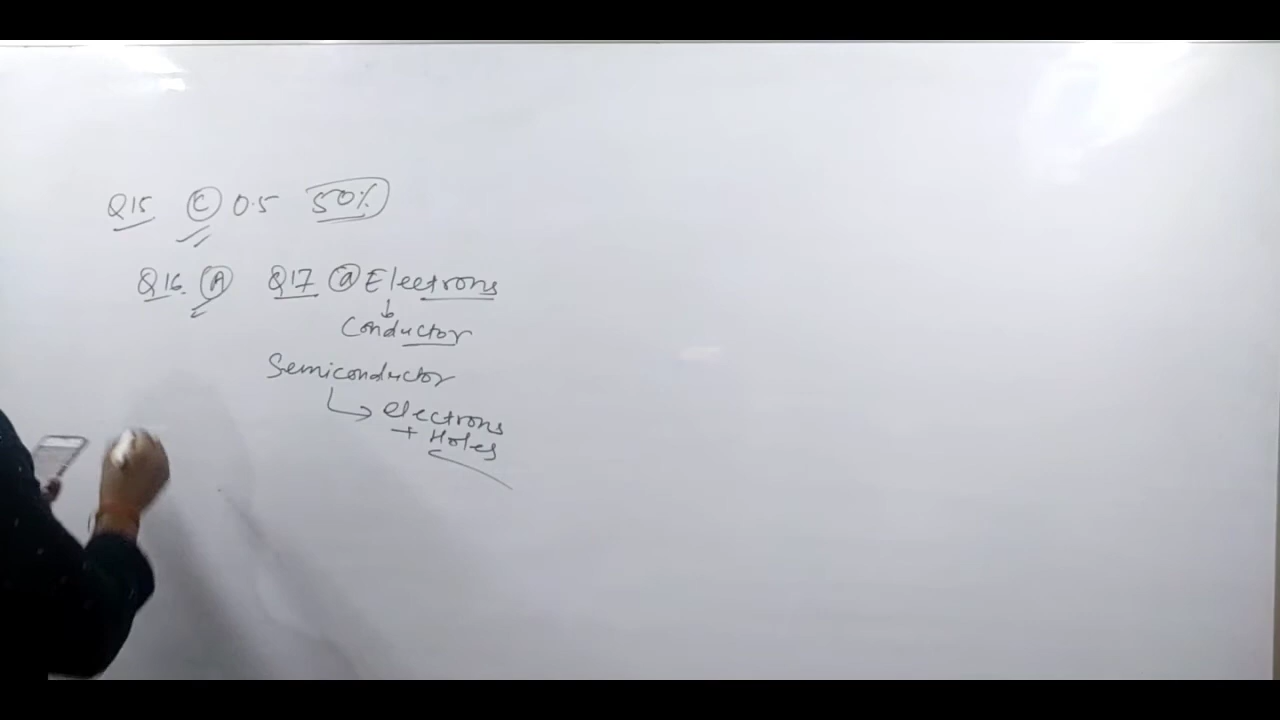 Q15 C 0.5 50%
Q16. A Q17 a Electrons
Conductor
Semiconductor
electrons
+ Holes